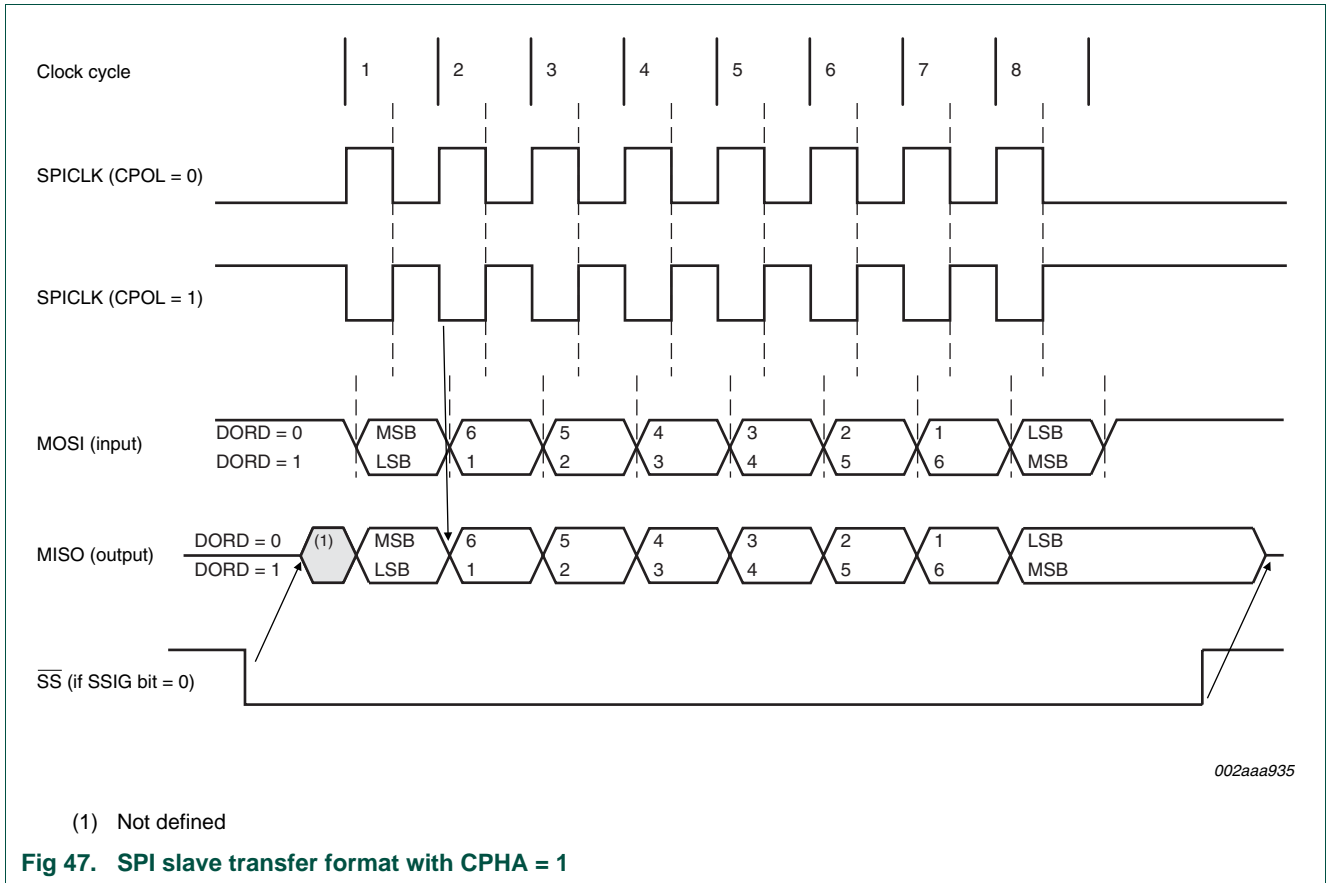 Clock cycle 1 2 3 4 5 6 7 8
SPICLK (CPOL = 0)
SPICLK (CPOL = 1)
MOSI (input) DORD = 0 MSB 6 5 4 3 2 1 LSB
DORD = 1 LSB 1 2 3 4 5 6 MSB
MISO (output) DORD = 0 (1) MSB 6 5 4 3 2 1 LSB
DORD = 1 LSB 1 2 3 4 5 6 MSB
SS (if SSIG bit = 0)
002aaa935
(1) Not defined
Fig 47. SPI slave transfer format with CPHA = 1